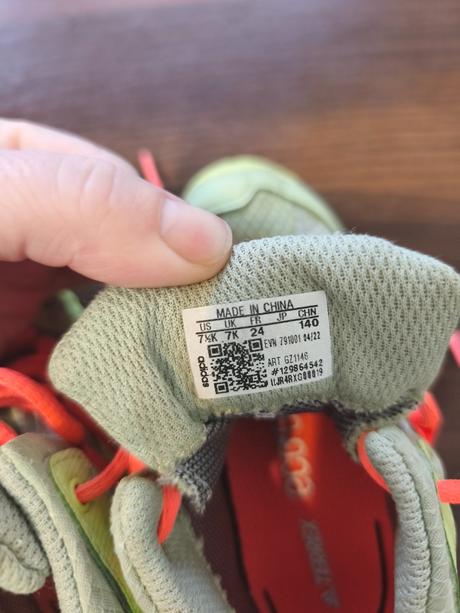 MADE IN CHINA
US UK FR JP CHN
7½K 7K 24 140
EVN 791001 04/22
ART GZ1146
#129864542
adidas
TERREX